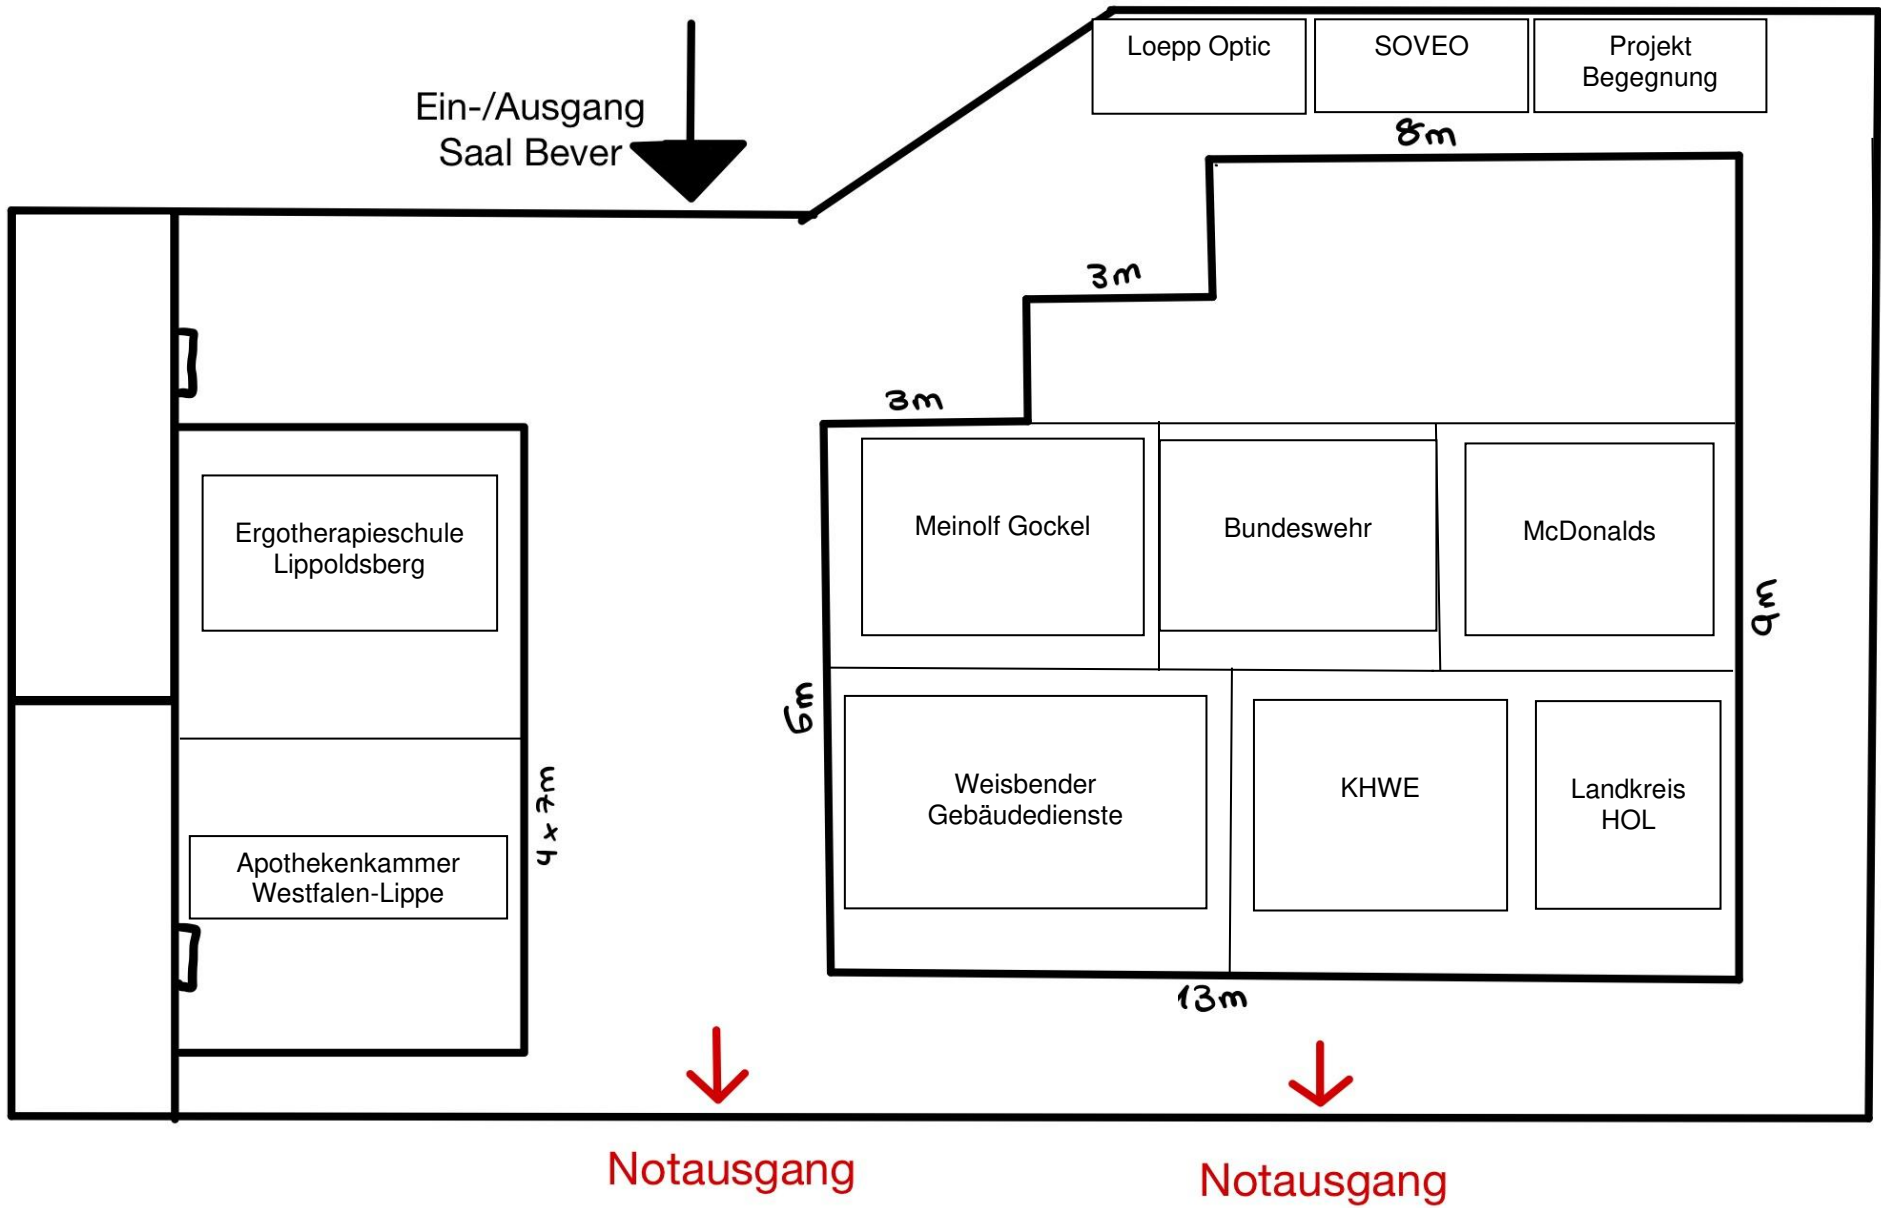 Loepp Optic
SOVEO
Projekt
Begegnung
Ein-/Ausgang
Saal Bever
8m
3m
3m
Ergotherapieschule
Lippoldsberg
Meinolf Gockel
Bundeswehr
McDonalds
9m
6m
4 x 7m
Weisbender
Gebäudedienste
KHWE
Landkreis
HOL
Apothekenkammer
Westfalen-Lippe
13m
Notausgang
Notausgang